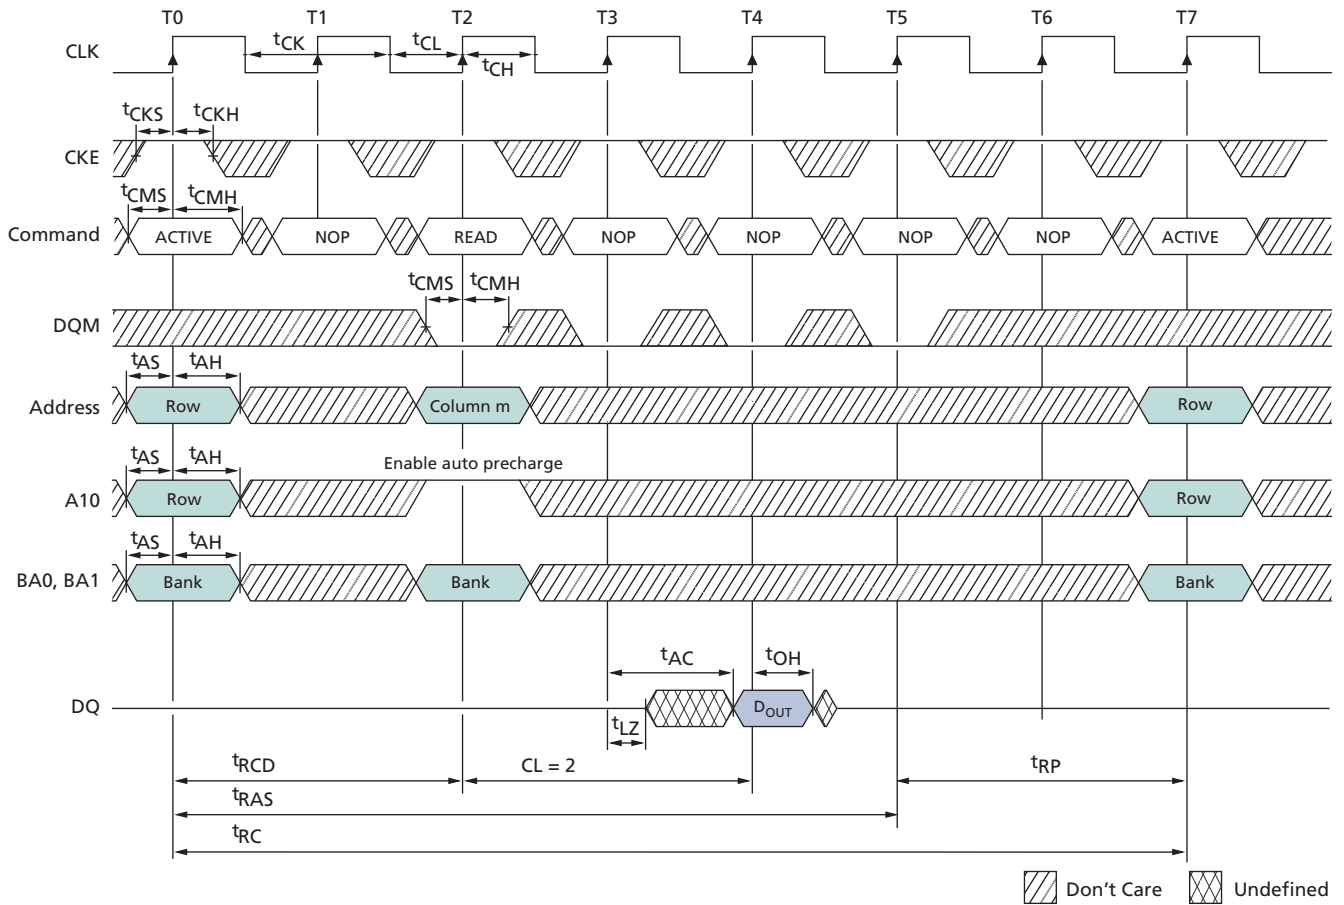 T0 T1 T2 T3 T4 T5 T6 T7
CLK
tCK tCL
tCH
tCKS tCKH
CKE
tCMS tCMH
Command ACTIVE NOP READ NOP NOP NOP NOP ACTIVE
tCMS tCMH
DQM
tAS tAH
Address Row Column m Row
tAS tAH
Enable auto precharge
A10 Row Row
tAS tAH
BA0, BA1 Bank Bank Bank
tAC tOH
DQ DOUT
tLZ
tRCD CL = 2 tRP
tRAS
tRC
Don't Care Undefined